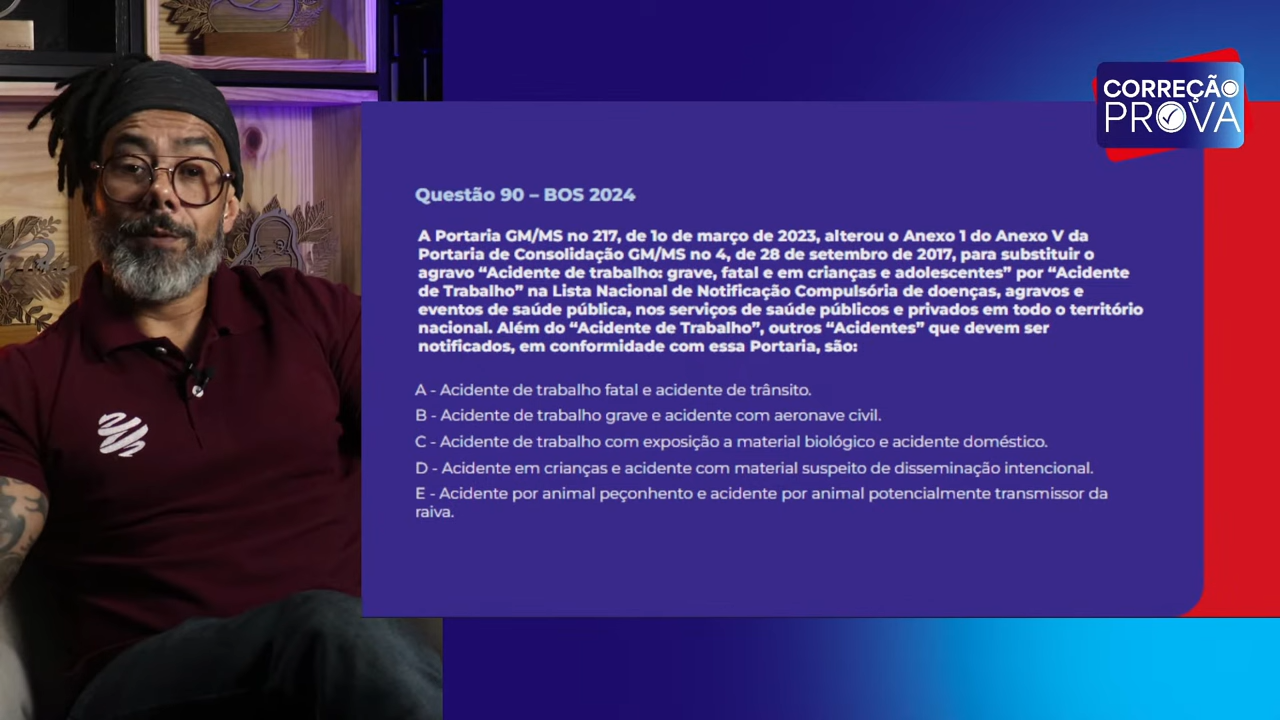 CORREÇÃO
PROVA
Questão 90 – BOS 2024
A Portaria GM/MS no 217, de 1o de março de 2023, alterou o Anexo 1 do Anexo V da
Portaria de Consolidação GM/MS no 4, de 28 de setembro de 2017, para substituir o
agravo “Acidente de trabalho: grave, fatal e em crianças e adolescentes” por “Acidente
de Trabalho” na Lista Nacional de Notificação Compulsória de doenças, agravos e
eventos de saúde pública, nos serviços de saúde públicos e privados em todo o território
nacional. Além do “Acidente de Trabalho”, outros “Acidentes” que devem ser
notificados, em conformidade com essa Portaria, são:
A - Acidente de trabalho fatal e acidente de trânsito.
B - Acidente de trabalho grave e acidente com aeronave civil.
C - Acidente de trabalho com exposição a material biológico e acidente doméstico.
D - Acidente em crianças e acidente com material suspeito de disseminação intencional.
E - Acidente por animal peçonhento e acidente por animal potencialmente transmissor da
raiva.